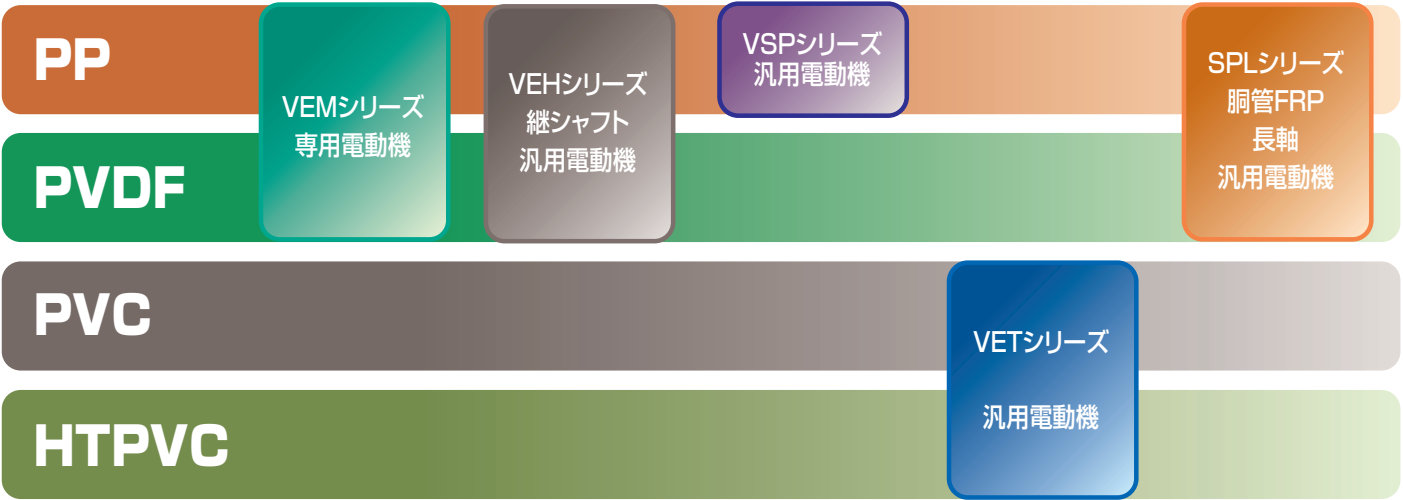 PP
PVDF
PVC
HTPVC
VEMシリーズ
専用電動機
VEHシリーズ
継シャフト
汎用電動機
VSPシリーズ
汎用電動機
VETシリーズ
汎用電動機
SPLシリーズ
胴管FRP
長軸
汎用電動機